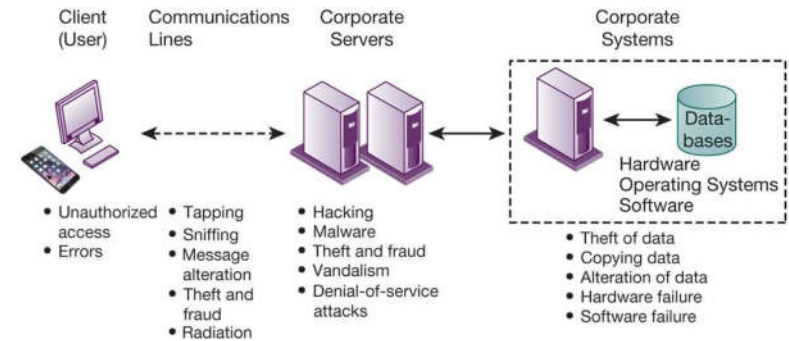 Client
(User)
Communications
Lines
Corporate
Servers
Corporate
Systems
Data-
bases
Hardware
Operating Systems
Software
• Unauthorized
access
• Errors
• Tapping
• Sniffing
• Message
alteration
• Theft and
fraud
• Radiation
• Hacking
• Malware
• Theft and fraud
• Vandalism
• Denial-of-service
attacks
• Theft of data
• Copying data
• Alteration of data
• Hardware failure
• Software failure